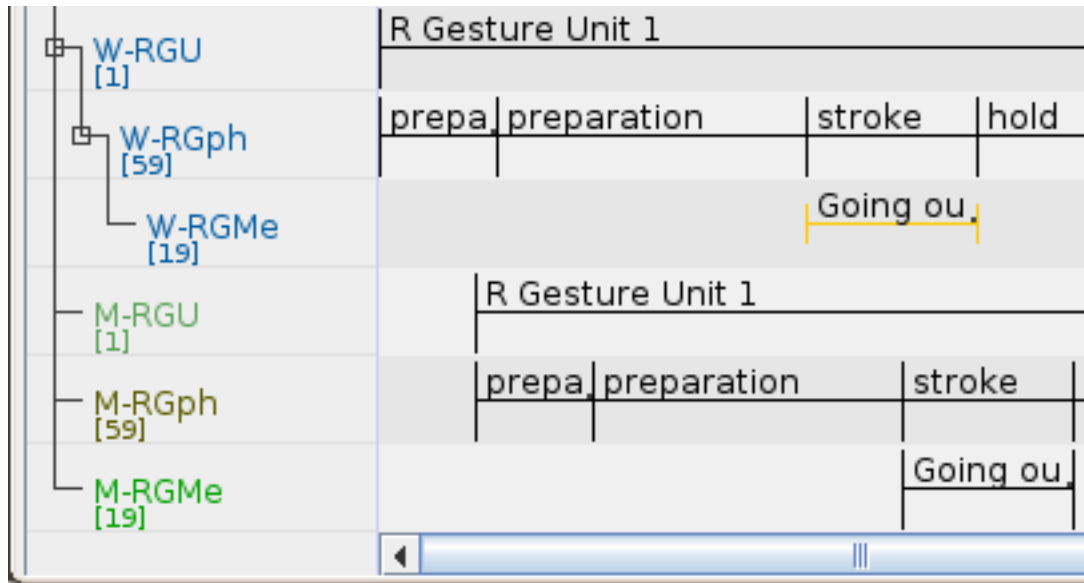 W-RGU
[1]
R Gesture Unit 1
W-RGph
[59]
prepa. preparation stroke hold
W-RGMe
[19]
Going ou.
M-RGU
[1]
R Gesture Unit 1
M-RGph
[59]
prepa. preparation stroke
M-RGMe
[19]
Going ou.